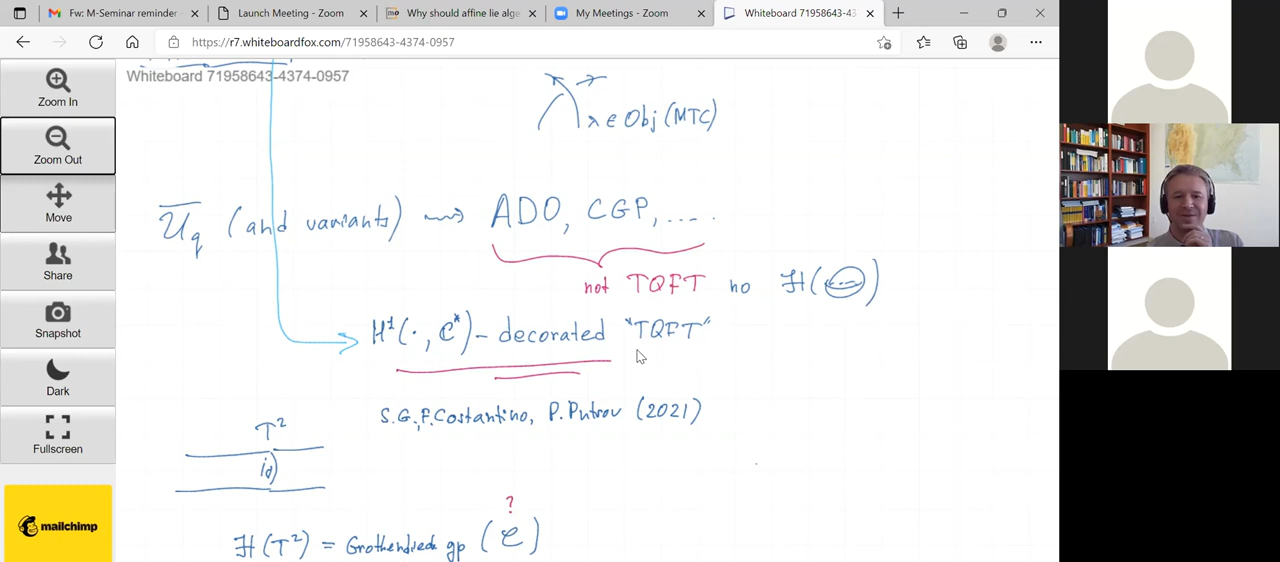 Fw: M-Seminar reminder
Launch Meeting - Zoom
Why should affine lie alge
My Meetings - Zoom
Whiteboard 71958643-43
https://r7.whiteboardfox.com/71958643-4374-0957
Whiteboard 71958643-4374-0957
Zoom In
Zoom Out
Move
Share
Snapshot
Dark
Fullscreen
mailchimp
λ ∈ Obj (MTC)
U̅q (and variants) ⇝ ADO, CGP, ....
not TQFT no ℋ( )
H¹(·, ℂ*) - decorated "TQFT"
S.G., F. Costantino, P. Putrov (2021)
T²
id
?
ℋ(T²) = Grothendieck gp (𝒞)